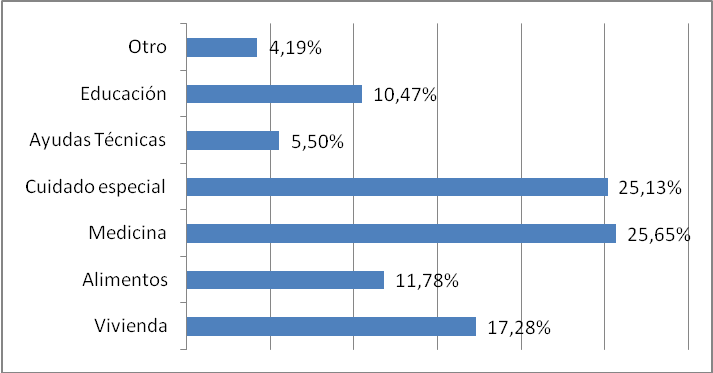 Otro 4,19%
Educación 10,47%
Ayudas Técnicas 5,50%
Cuidado especial 25,13%
Medicina 25,65%
Alimentos 11,78%
Vivienda 17,28%